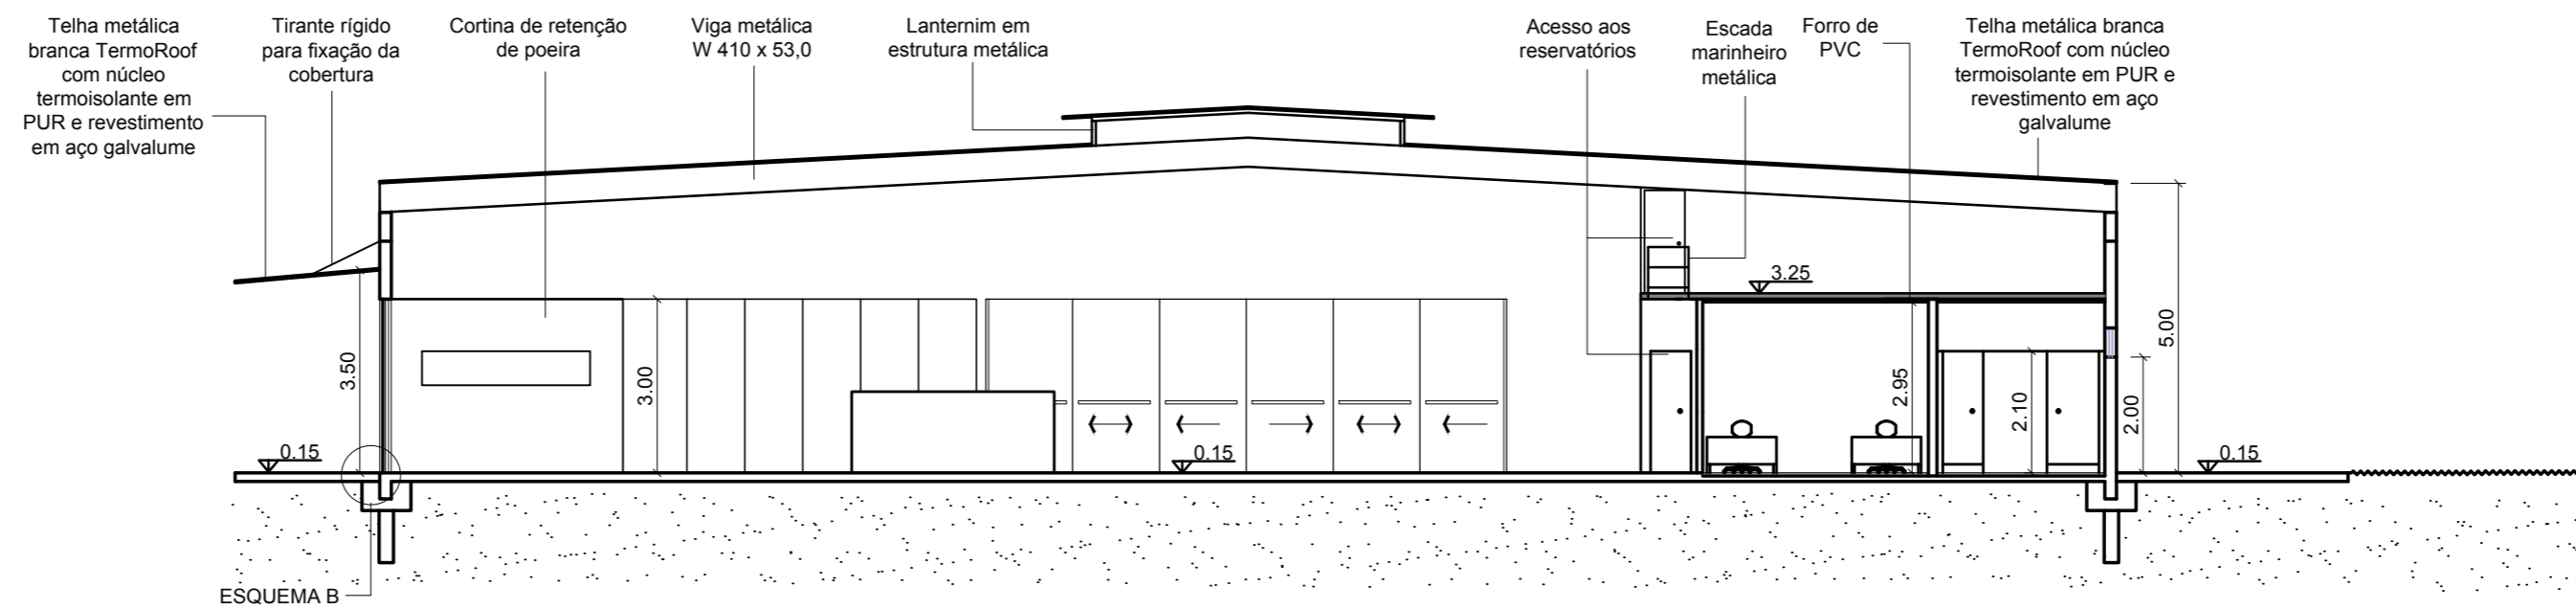 Telha metálica
branca TermoRoof
com núcleo
termoisolante em
PUR e revestimento
em aço galvalume
Tirante rígido
para fixação da
cobertura
Cortina de retenção
de poeira
Viga metálica
W 410 x 53,0
Lanternim em
estrutura metálica
Acesso aos
reservatórios
Escada
marinheiro
metálica
Forro de
PVC
Telha metálica branca
TermoRoof com núcleo
termoisolante em PUR e
revestimento em aço
galvalume
3.25
5.00
3.50
3.00
2.95
2.10
2.00
0.15
0.15
0.15
ESQUEMA B